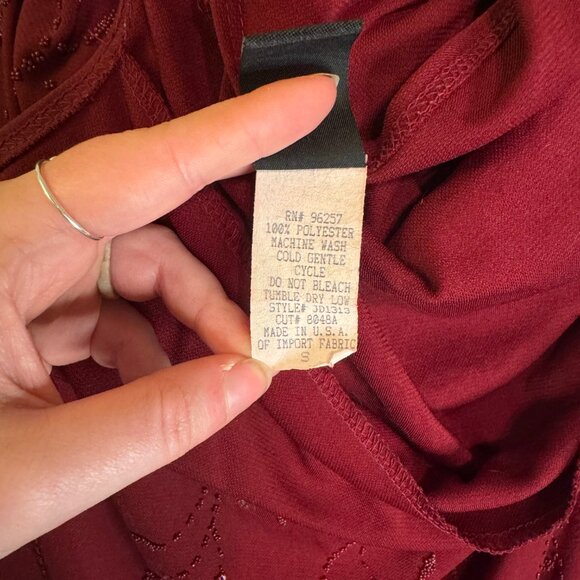 RN# 96257
100% POLYESTER
MACHINE WASH
COLD GENTLE
CYCLE
DO NOT BLEACH
TUMBLE DRY LOW
STYLE# JD1313
CUT# 8048A
MADE IN U.S.A.
OF IMPORT FABRIC
S